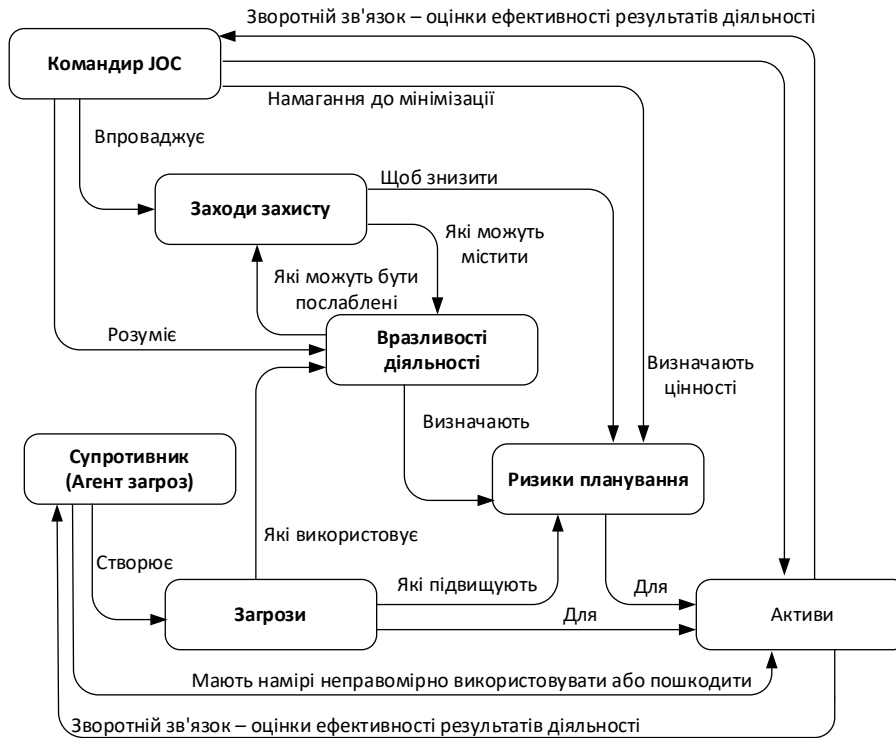 Зворотній зв'язок – оцінки ефективності результатів діяльності
Командир JOC
Намагання до мінімізації
Впроваджує
Щоб знизити
Заходи захисту
Які можуть
містити
Які можуть бути
послаблені
Розуміє
Вразливості
діяльності
Визначають
цінності
Визначають
Супротивник
(Агент загроз)
Ризики планування
Які використовує
Створює
Які підвищують
Для
Загрози
Для
Активи
Мають намірі неправомірно використовувати або пошкодити
Зворотній зв'язок – оцінки ефективності результатів діяльності